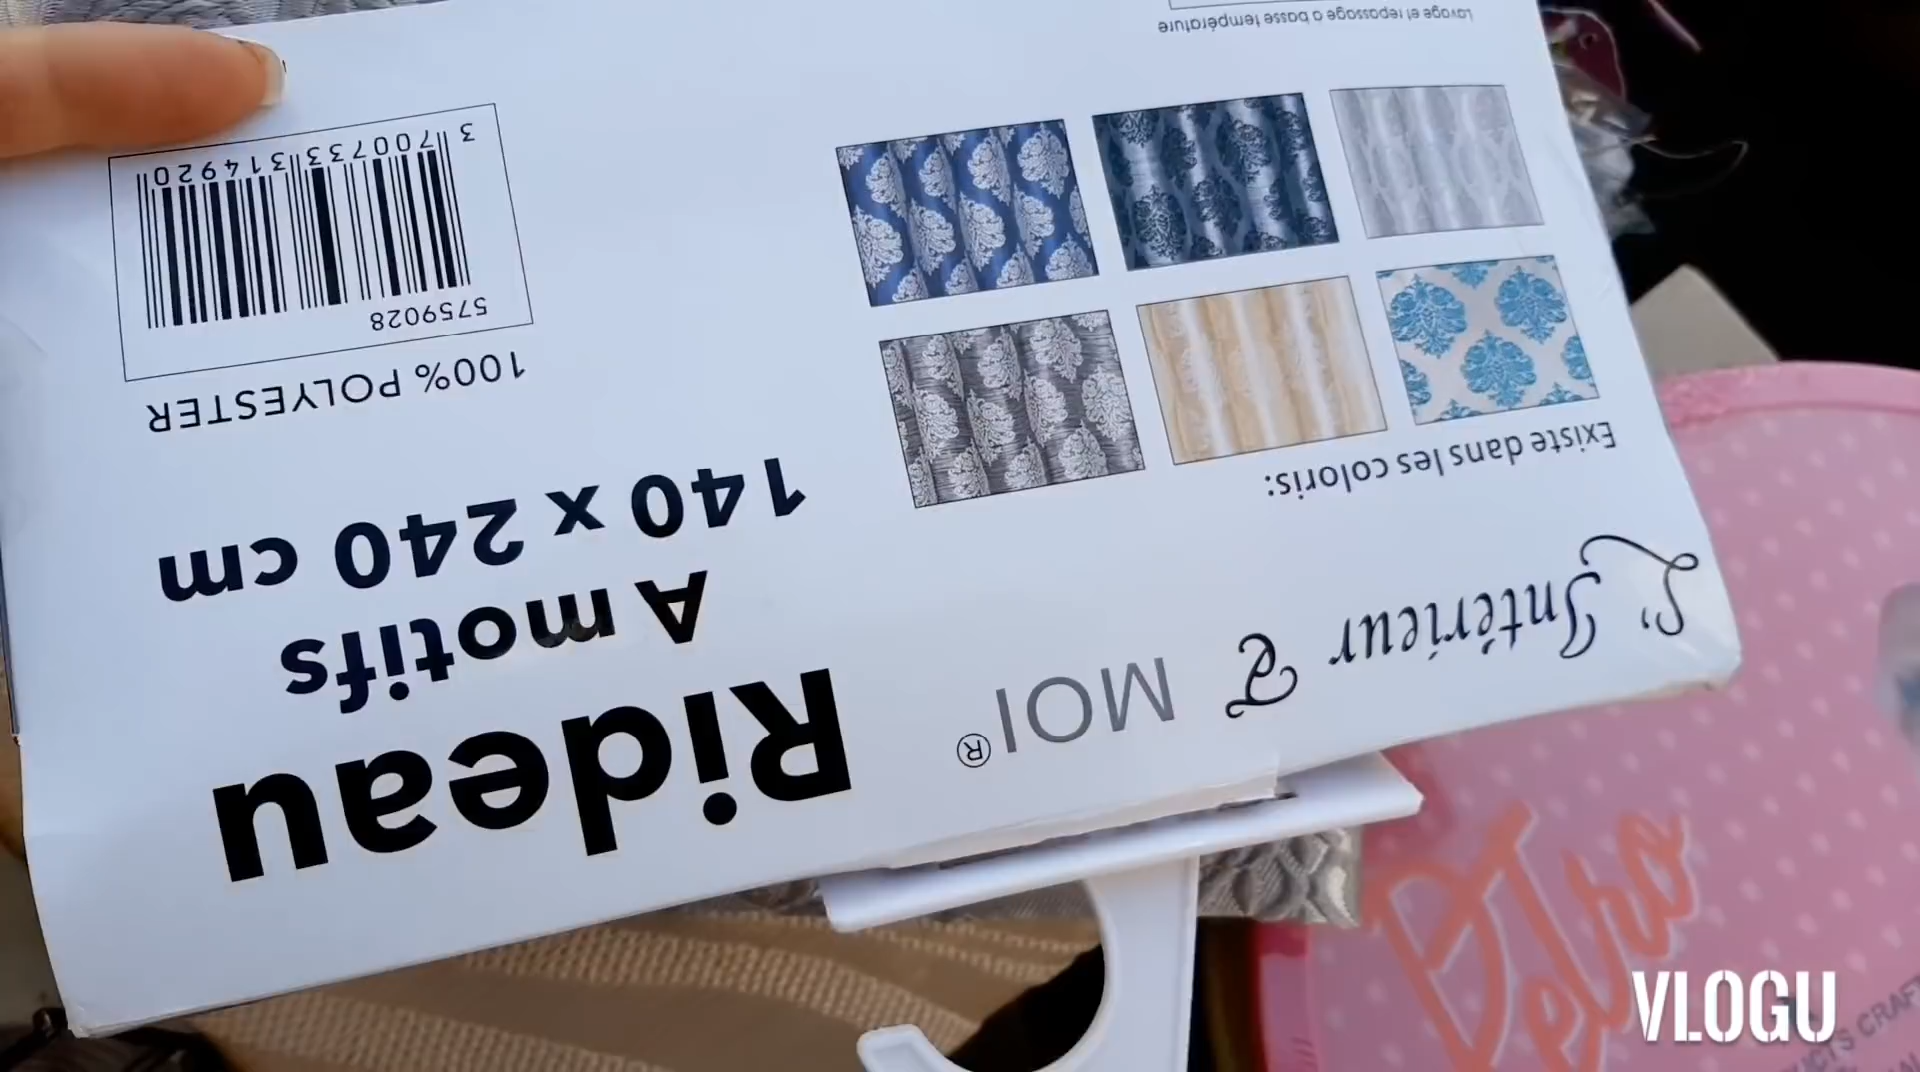 L'Intérieur & MOI®
Existe dans les coloris:
Lavage et repassage a basse température
Rideau
A motifs
140 x 240 cm
100% POLYESTER
5759028
3 700733 314920
Retro
VLOGU